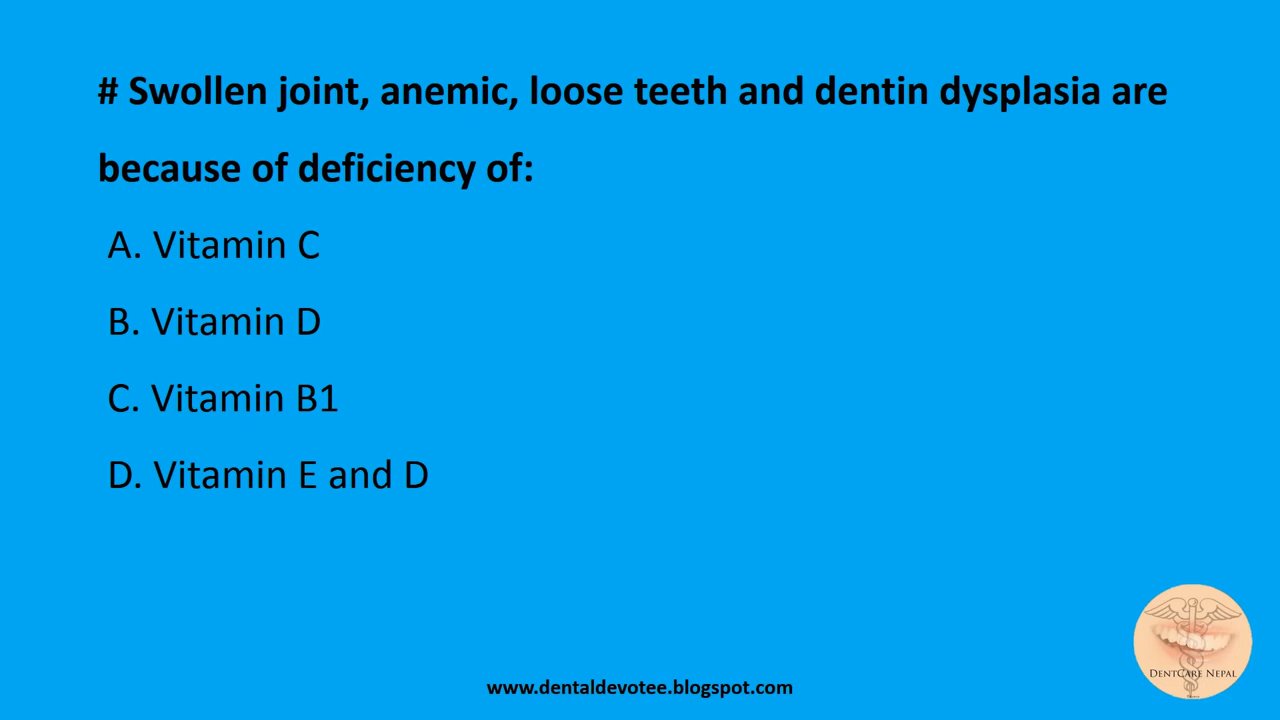 # Swollen joint, anemic, loose teeth and dentin dysplasia are
because of deficiency of:
A. Vitamin C
B. Vitamin D
C. Vitamin B1
D. Vitamin E and D
DENTCARE NEPAL
www.dentaldevotee.blogspot.com